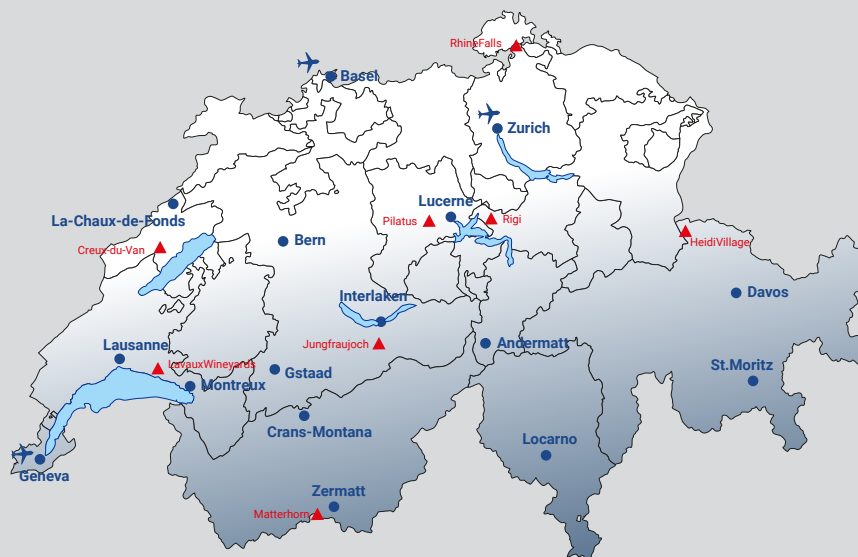 RhineFalls
Basel
Zurich
Lucerne
La-Chaux-de-Fonds
Pilatus
Rigi
Creux-du-Van
Bern
HeidiVillage
Interlaken
Davos
Lausanne
Jungfraujoch
Andermatt
LavauxWineyards
St.Moritz
Gstaad
Montreux
Crans-Montana
Locarno
Geneva
Zermatt
Matterhorn